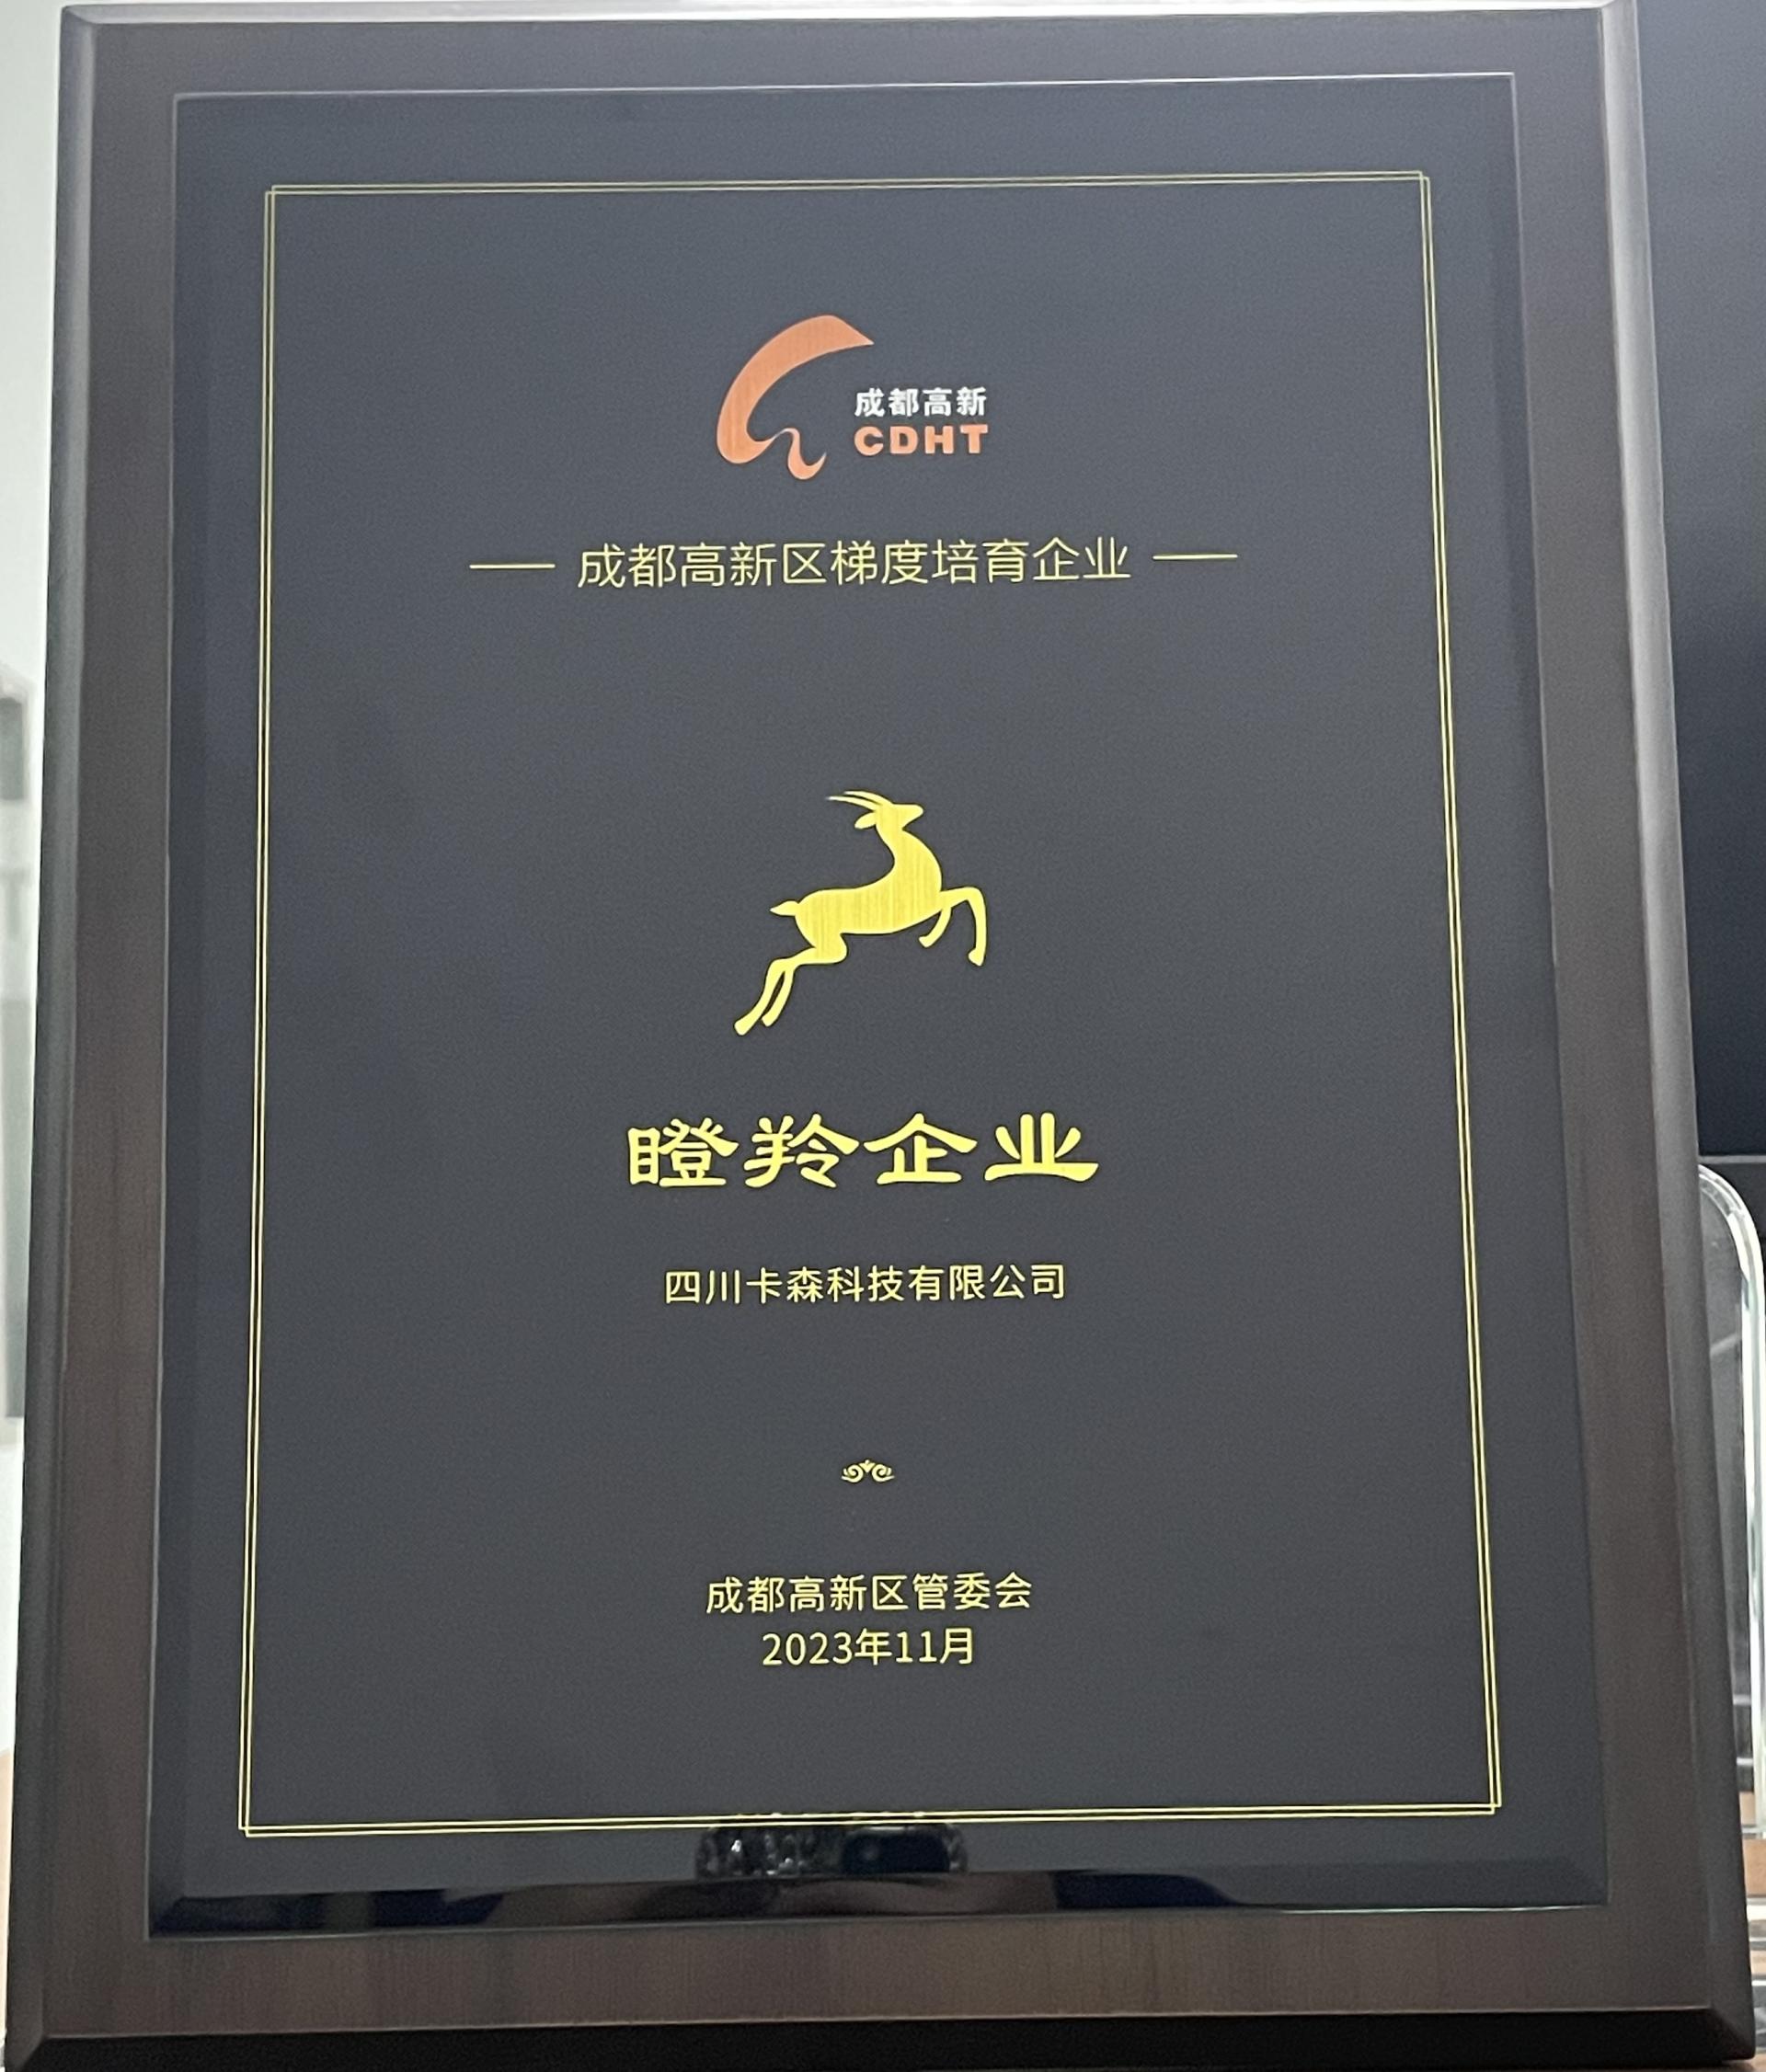 成都高新
CDHT
成都高新区梯度培育企业
瞪羚企业
四川卡森科技有限公司
成都高新区管委会
2023年11月